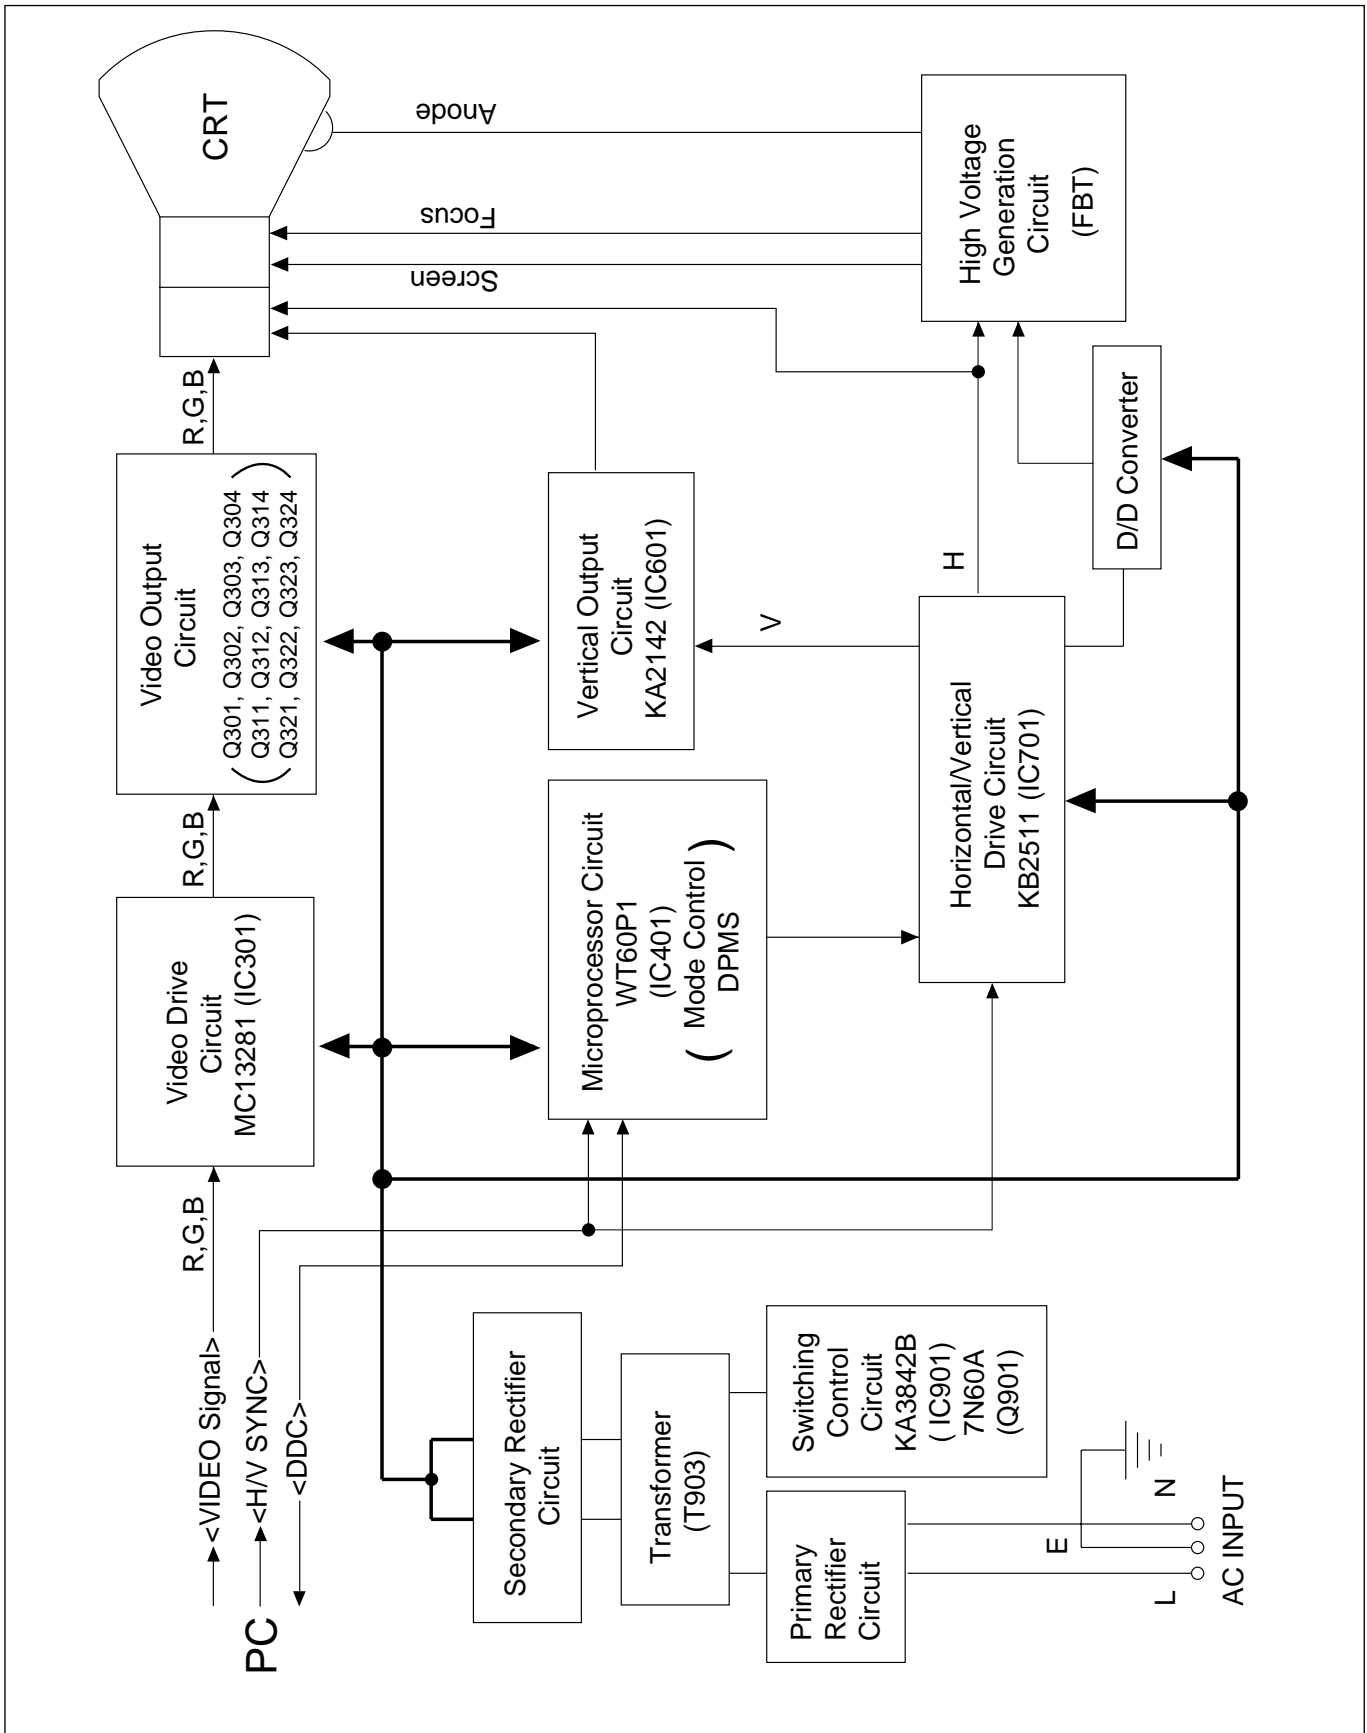 PC
<VIDEO Signal>
<H/V SYNC>
<DDC>
R,G,B
Video Drive
Circuit
MC13281 (IC301)
R,G,B
Video Output
Circuit
(Q301, Q302, Q303, Q304
Q311, Q312, Q313, Q314
Q321, Q322, Q323, Q324)
R,G,B
CRT
Microprocessor Circuit
WT60P1
(IC401)
(Mode Control
DPMS)
Vertical Output
Circuit
KA2142 (IC601)
Screen
Focus
Anode
V
H
Horizontal/Vertical
Drive Circuit
KB2511 (IC701)
D/D Converter
High Voltage
Generation
Circuit
(FBT)
Secondary Rectifier
Circuit
Transformer
(T903)
Primary
Rectifier
Circuit
Switching
Control
Circuit
KA3842B
( IC901)
7N60A
(Q901)
L
E
N
AC INPUT